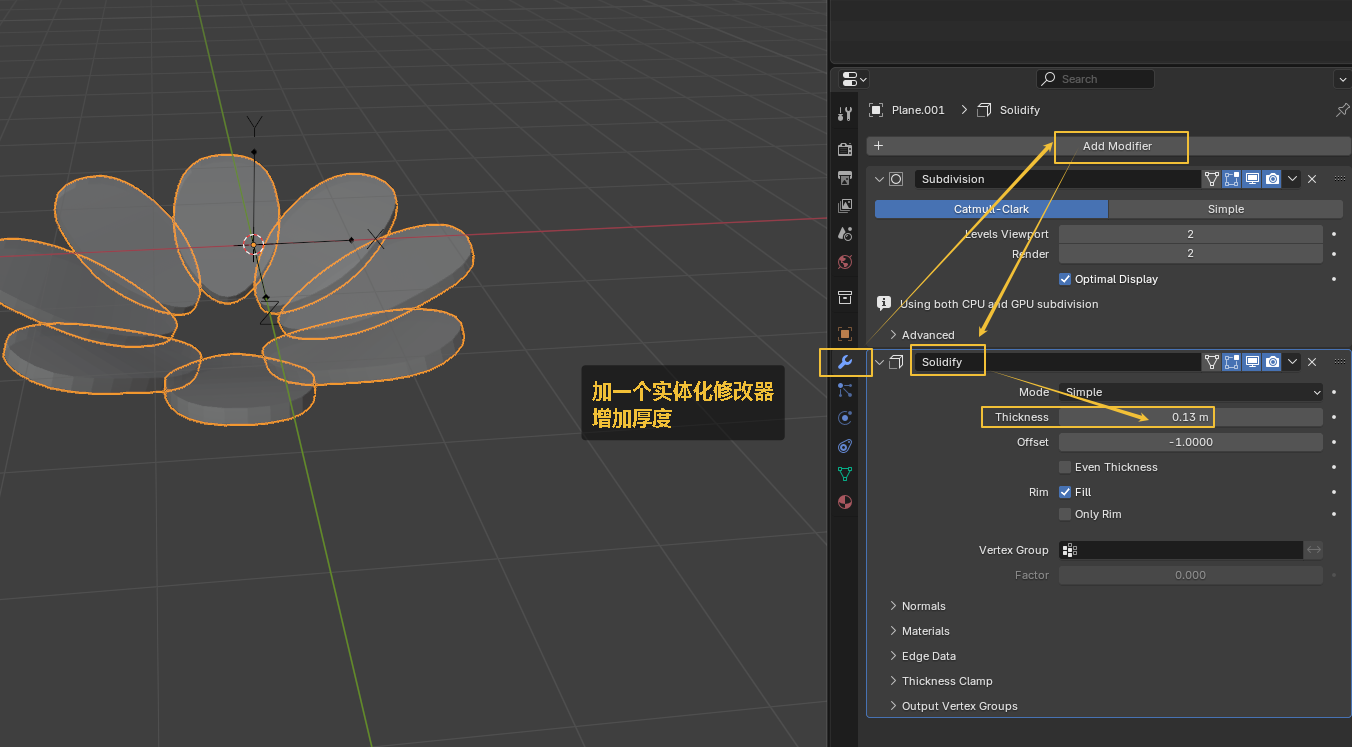 Search
Plane.001 Solidify
Add Modifier
Subdivision
Catmull-Clark Simple
Levels Viewport 2
Render 2
Optimal Display
Using both CPU and GPU subdivision
Advanced
Solidify
Mode Simple
Thickness 0.13 m
Offset -1.0000
Even Thickness
Rim Fill
Only Rim
Vertex Group
Factor 0.000
Normals
Materials
Edge Data
Thickness Clamp
Output Vertex Groups
Y
X
Z
加一个实体化修改器
增加厚度